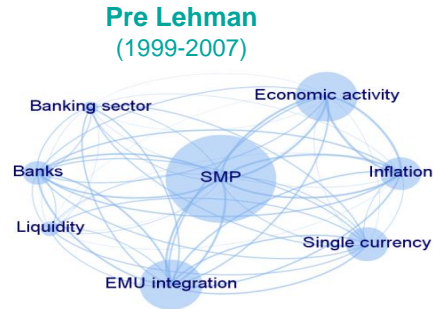 Pre Lehman
(1999-2007)
Economic activity
Banking sector
Banks
SMP
Inflation
Liquidity
Single currency
EMU integration